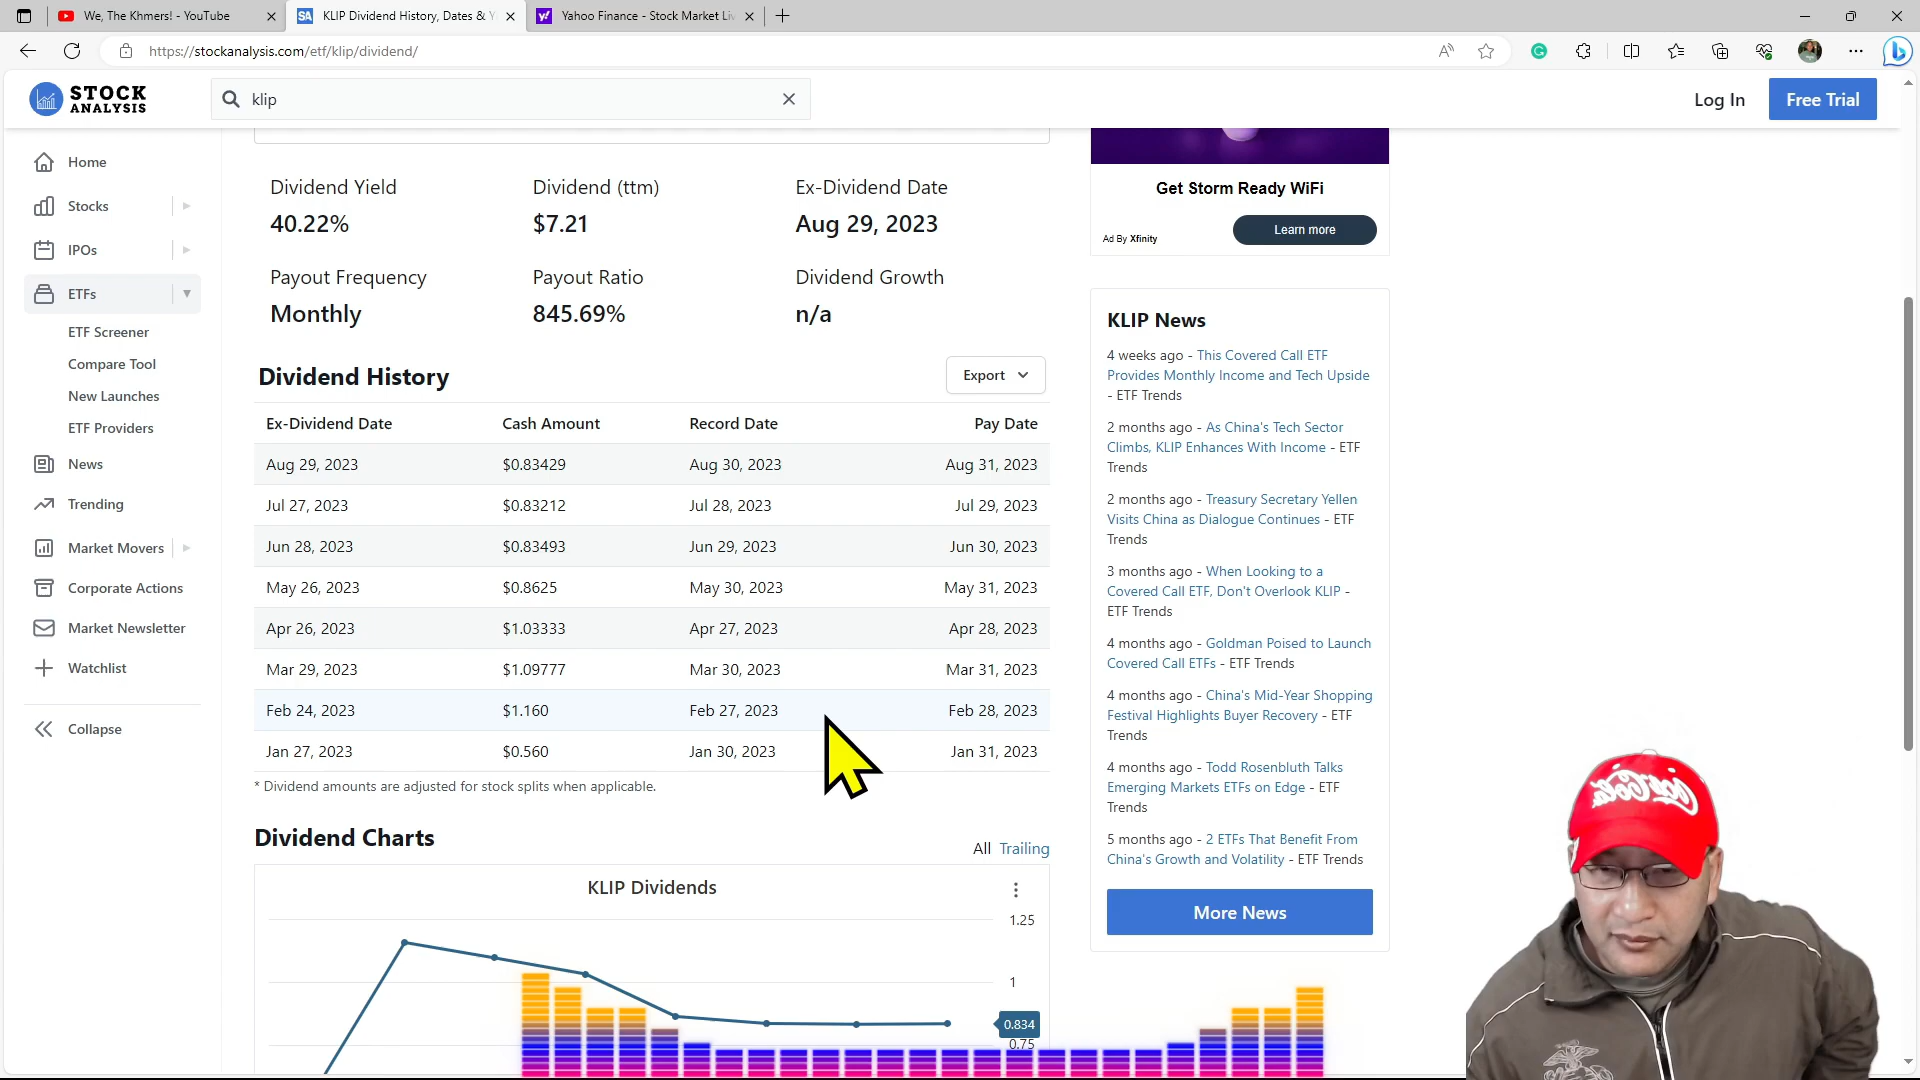 We, The Khmers! - YouTube
KLIP Dividend History, Dates & Y
Yahoo Finance - Stock Market Liv
https://stockanalysis.com/etf/klip/dividend/
STOCK
ANALYSIS
klip
Log In
Free Trial
Home
Stocks
IPOs
ETFs
ETF Screener
Compare Tool
New Launches
ETF Providers
News
Trending
Market Movers
Corporate Actions
Market Newsletter
Watchlist
Collapse
Dividend Yield Dividend (ttm) Ex-Dividend Date
40.22% $7.21 Aug 29, 2023
Payout Frequency Payout Ratio Dividend Growth
Monthly 845.69% n/a
Dividend History
Export
Ex-Dividend Date Cash Amount Record Date Pay Date
Aug 29, 2023 $0.83429 Aug 30, 2023 Aug 31, 2023
Jul 27, 2023 $0.83212 Jul 28, 2023 Jul 29, 2023
Jun 28, 2023 $0.83493 Jun 29, 2023 Jun 30, 2023
May 26, 2023 $0.8625 May 30, 2023 May 31, 2023
Apr 26, 2023 $1.03333 Apr 27, 2023 Apr 28, 2023
Mar 29, 2023 $1.09777 Mar 30, 2023 Mar 31, 2023
Feb 24, 2023 $1.160 Feb 27, 2023 Feb 28, 2023
Jan 27, 2023 $0.560 Jan 30, 2023 Jan 31, 2023
* Dividend amounts are adjusted for stock splits when applicable.
Dividend Charts
All Trailing
KLIP Dividends
1.25
1
0.834
0.75
Get Storm Ready WiFi
Ad By Xfinity
Learn more
KLIP News
4 weeks ago - This Covered Call ETF
Provides Monthly Income and Tech Upside
- ETF Trends
2 months ago - As China's Tech Sector
Climbs, KLIP Enhances With Income - ETF
Trends
2 months ago - Treasury Secretary Yellen
Visits China as Dialogue Continues - ETF
Trends
3 months ago - When Looking to a
Covered Call ETF, Don't Overlook KLIP -
ETF Trends
4 months ago - Goldman Poised to Launch
Covered Call ETFs - ETF Trends
4 months ago - China's Mid-Year Shopping
Festival Highlights Buyer Recovery - ETF
Trends
4 months ago - Todd Rosenbluth Talks
Emerging Markets ETFs on Edge - ETF
Trends
5 months ago - 2 ETFs That Benefit From
China's Growth and Volatility - ETF Trends
More News
Coca-Cola